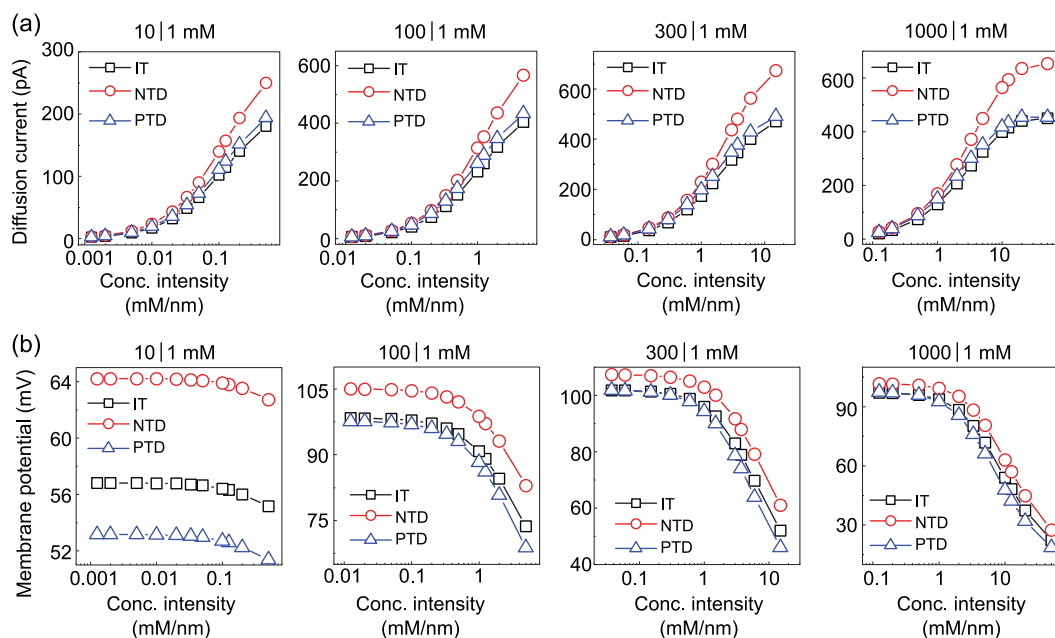 (a)
10 | 1 mM
100 | 1 mM
300 | 1 mM
1000 | 1 mM
Diffusion current (pA)
300
200
100
0
IT
NTD
PTD
0.001 0.01 0.1
Conc. intensity
(mM/nm)
600
400
200
0
IT
NTD
PTD
0.01 0.1 1
Conc. intensity
(mM/nm)
600
400
200
0
IT
NTD
PTD
0.1 1 10
Conc. intensity
(mM/nm)
600
400
200
0
IT
NTD
PTD
0.1 1 10
Conc. intensity
(mM/nm)
(b)
10 | 1 mM
100 | 1 mM
300 | 1 mM
1000 | 1 mM
Membrane potential (mV)
64
60
56
52
IT
NTD
PTD
0.001 0.01 0.1
Conc. intensity
(mM/nm)
105
90
75
IT
NTD
PTD
0.01 0.1 1
Conc. intensity
(mM/nm)
100
80
60
40
IT
NTD
PTD
0.1 1 10
Conc. intensity
(mM/nm)
90
60
30
IT
NTD
PTD
0.1 1 10
Conc. intensity
(mM/nm)